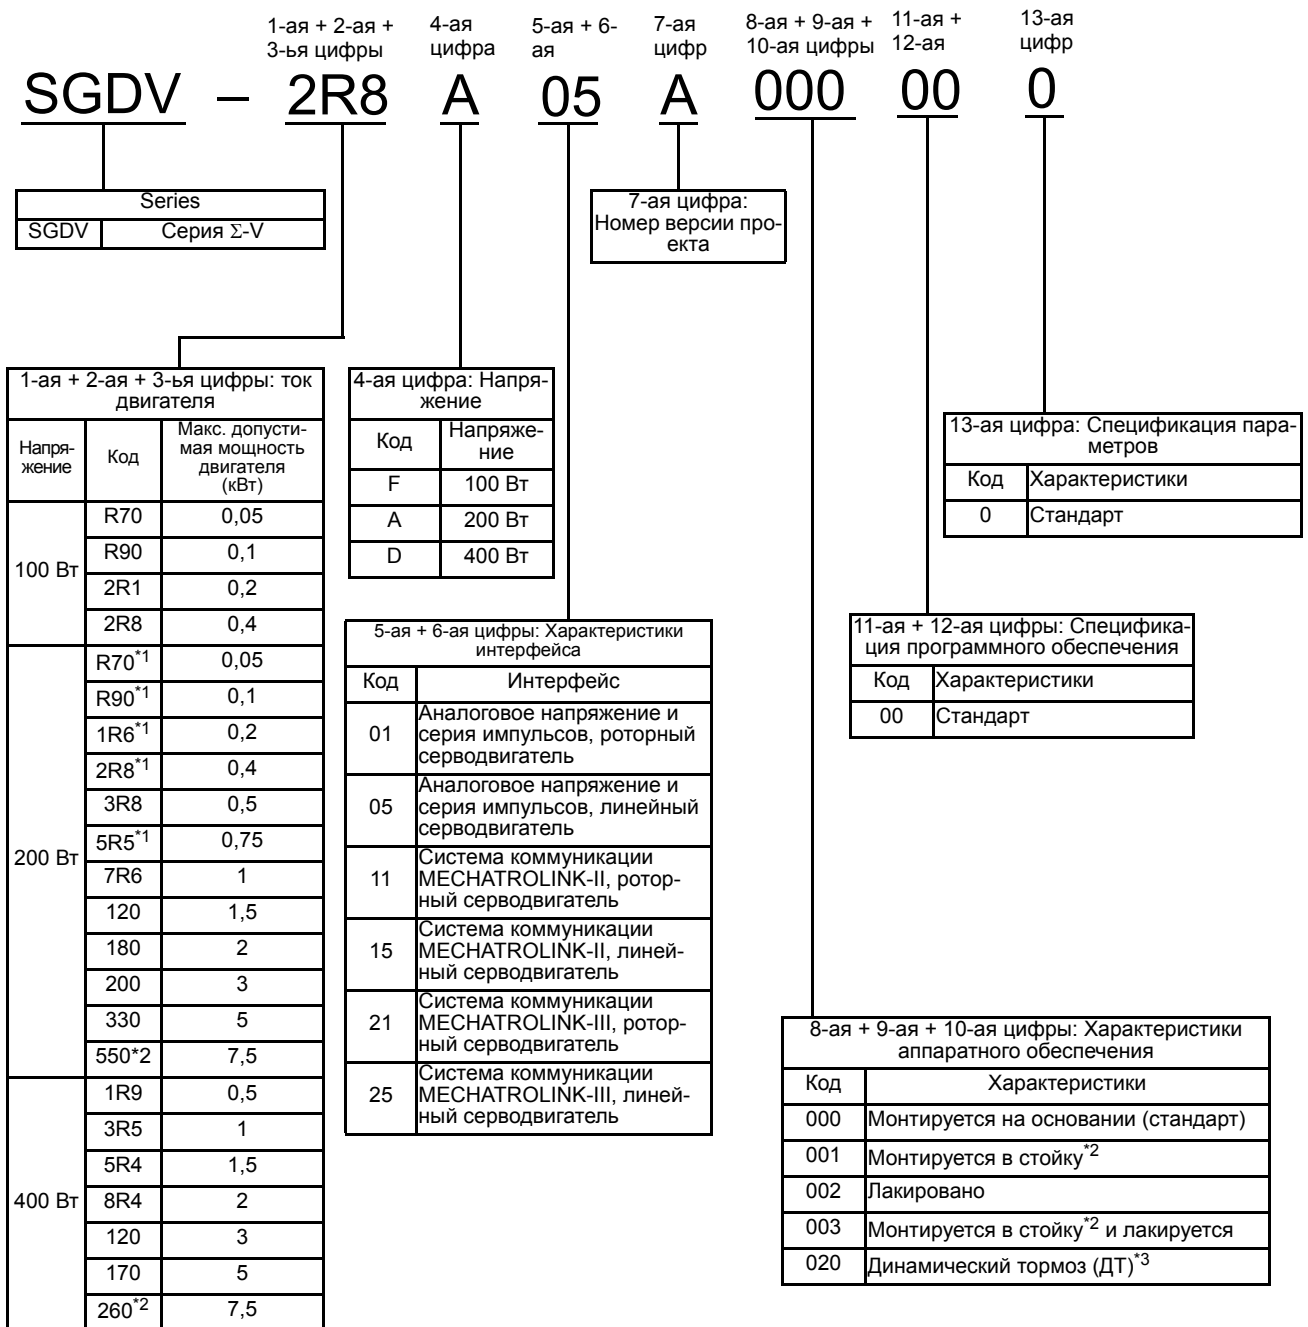 1-ая + 2-ая +
3-ья цифры
4-ая
цифра
5-ая + 6-
ая
7-ая
цифр
8-ая + 9-ая +
10-ая цифры
11-ая +
12-ая
13-ая
цифр
SGDV – 2R8 A 05 A 000 00 0
Series
SGDV Серия Σ-V
7-ая цифра:
Номер версии про-
екта
1-ая + 2-ая + 3-ья цифры: ток
двигателя
Напря-
жение
Код
Макс. допусти-
мая мощность
двигателя
(кВт)
100 Вт
R70 0,05
R90 0,1
2R1 0,2
2R8 0,4
200 Вт
R70*1 0,05
R90*1 0,1
1R6*1 0,2
2R8*1 0,4
3R8 0,5
5R5*1 0,75
7R6 1
120 1,5
180 2
200 3
330 5
550*2 7,5
400 Вт
1R9 0,5
3R5 1
5R4 1,5
8R4 2
120 3
170 5
260*2 7,5
4-ая цифра: Напря-
жение
Код
Напряже-
ние
F 100 Вт
A 200 Вт
D 400 Вт
5-ая + 6-ая цифры: Характеристики
интерфейса
Код Интерфейс
01
Аналоговое напряжение и
серия импульсов, роторный
серводвигатель
05
Аналоговое напряжение и
серия импульсов, линейный
серводвигатель
11
Система коммуникации
MECHATROLINK-II, ротор-
ный серводвигатель
15
Система коммуникации
MECHATROLINK-II, линей-
ный серводвигатель
21
Система коммуникации
MECHATROLINK-III, ротор-
ный серводвигатель
25
Система коммуникации
MECHATROLINK-III, линей-
ный серводвигатель
13-ая цифра: Спецификация пара-
метров
Код Характеристики
0 Стандарт
11-ая + 12-ая цифры: Специфика-
ция программного обеспечения
Код Характеристики
00 Стандарт
8-ая + 9-ая + 10-ая цифры: Характеристики
аппаратного обеспечения
Код Характеристики
000 Монтируется на основании (стандарт)
001 Монтируется в стойку*2
002 Лакировано
003 Монтируется в стойку*2 и лакируется
020 Динамический тормоз (ДТ)*3